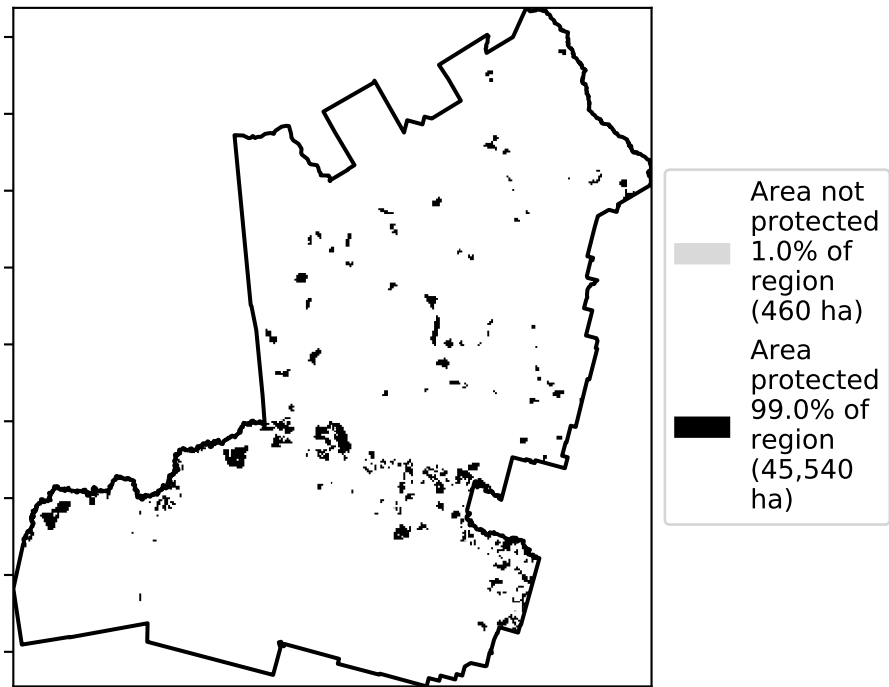 Area not
protected
1.0% of
region
(460 ha)
Area
protected
99.0% of
region
(45,540
ha)